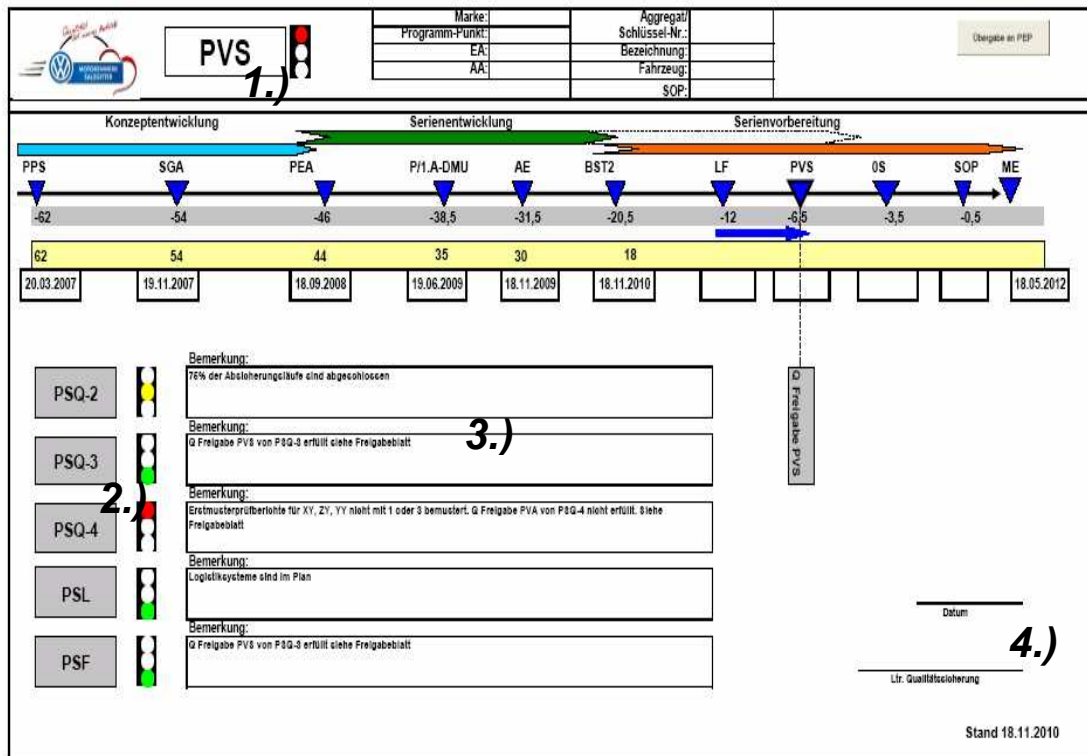 PVS
1.)
Marke:
Programm-Punkt:
EA:
AA:
Aggregat/
Schlüssel-Nr.:
Bezeichnung:
Fahrzeug:
SOP:
Übergabe an PEP
MOTORENWERK
SALZGITTER
Konzeptentwicklung Serienentwicklung Serienvorbereitung
PPS SGA PEA P/1.A-DMU AE BST2 LF PVS 0S SOP ME
-62 -54 -46 -38,5 -31,5 -20,5 -12 -6,5 -3,5 -0,5
62 54 44 35 30 18
20.03.2007 19.11.2007 18.09.2008 19.06.2009 18.11.2009 18.11.2010 18.05.2012
Q Freigabe PVS
Bemerkung:
PSQ-2
75% der Absicherungsläufe sind abgeschlossen
Bemerkung:
PSQ-3
Q Freigabe PVS von PSQ-3 erfüllt siehe Freigabeblatt
3.)
2.)
Bemerkung:
PSQ-4
Erstmusterprüfberichte für XY, ZY, YY nicht mit 1 oder 3 bemustert. Q Freigabe PVA von PSQ-4 nicht erfüllt. Siehe
Freigabeblatt
Bemerkung:
PSL
Logistiksysteme sind im Plan
Bemerkung:
PSF
Q Freigabe PVS von PSQ-3 erfüllt siehe Freigabeblatt
Datum
4.)
Ltr. Qualitätssicherung
Stand 18.11.2010